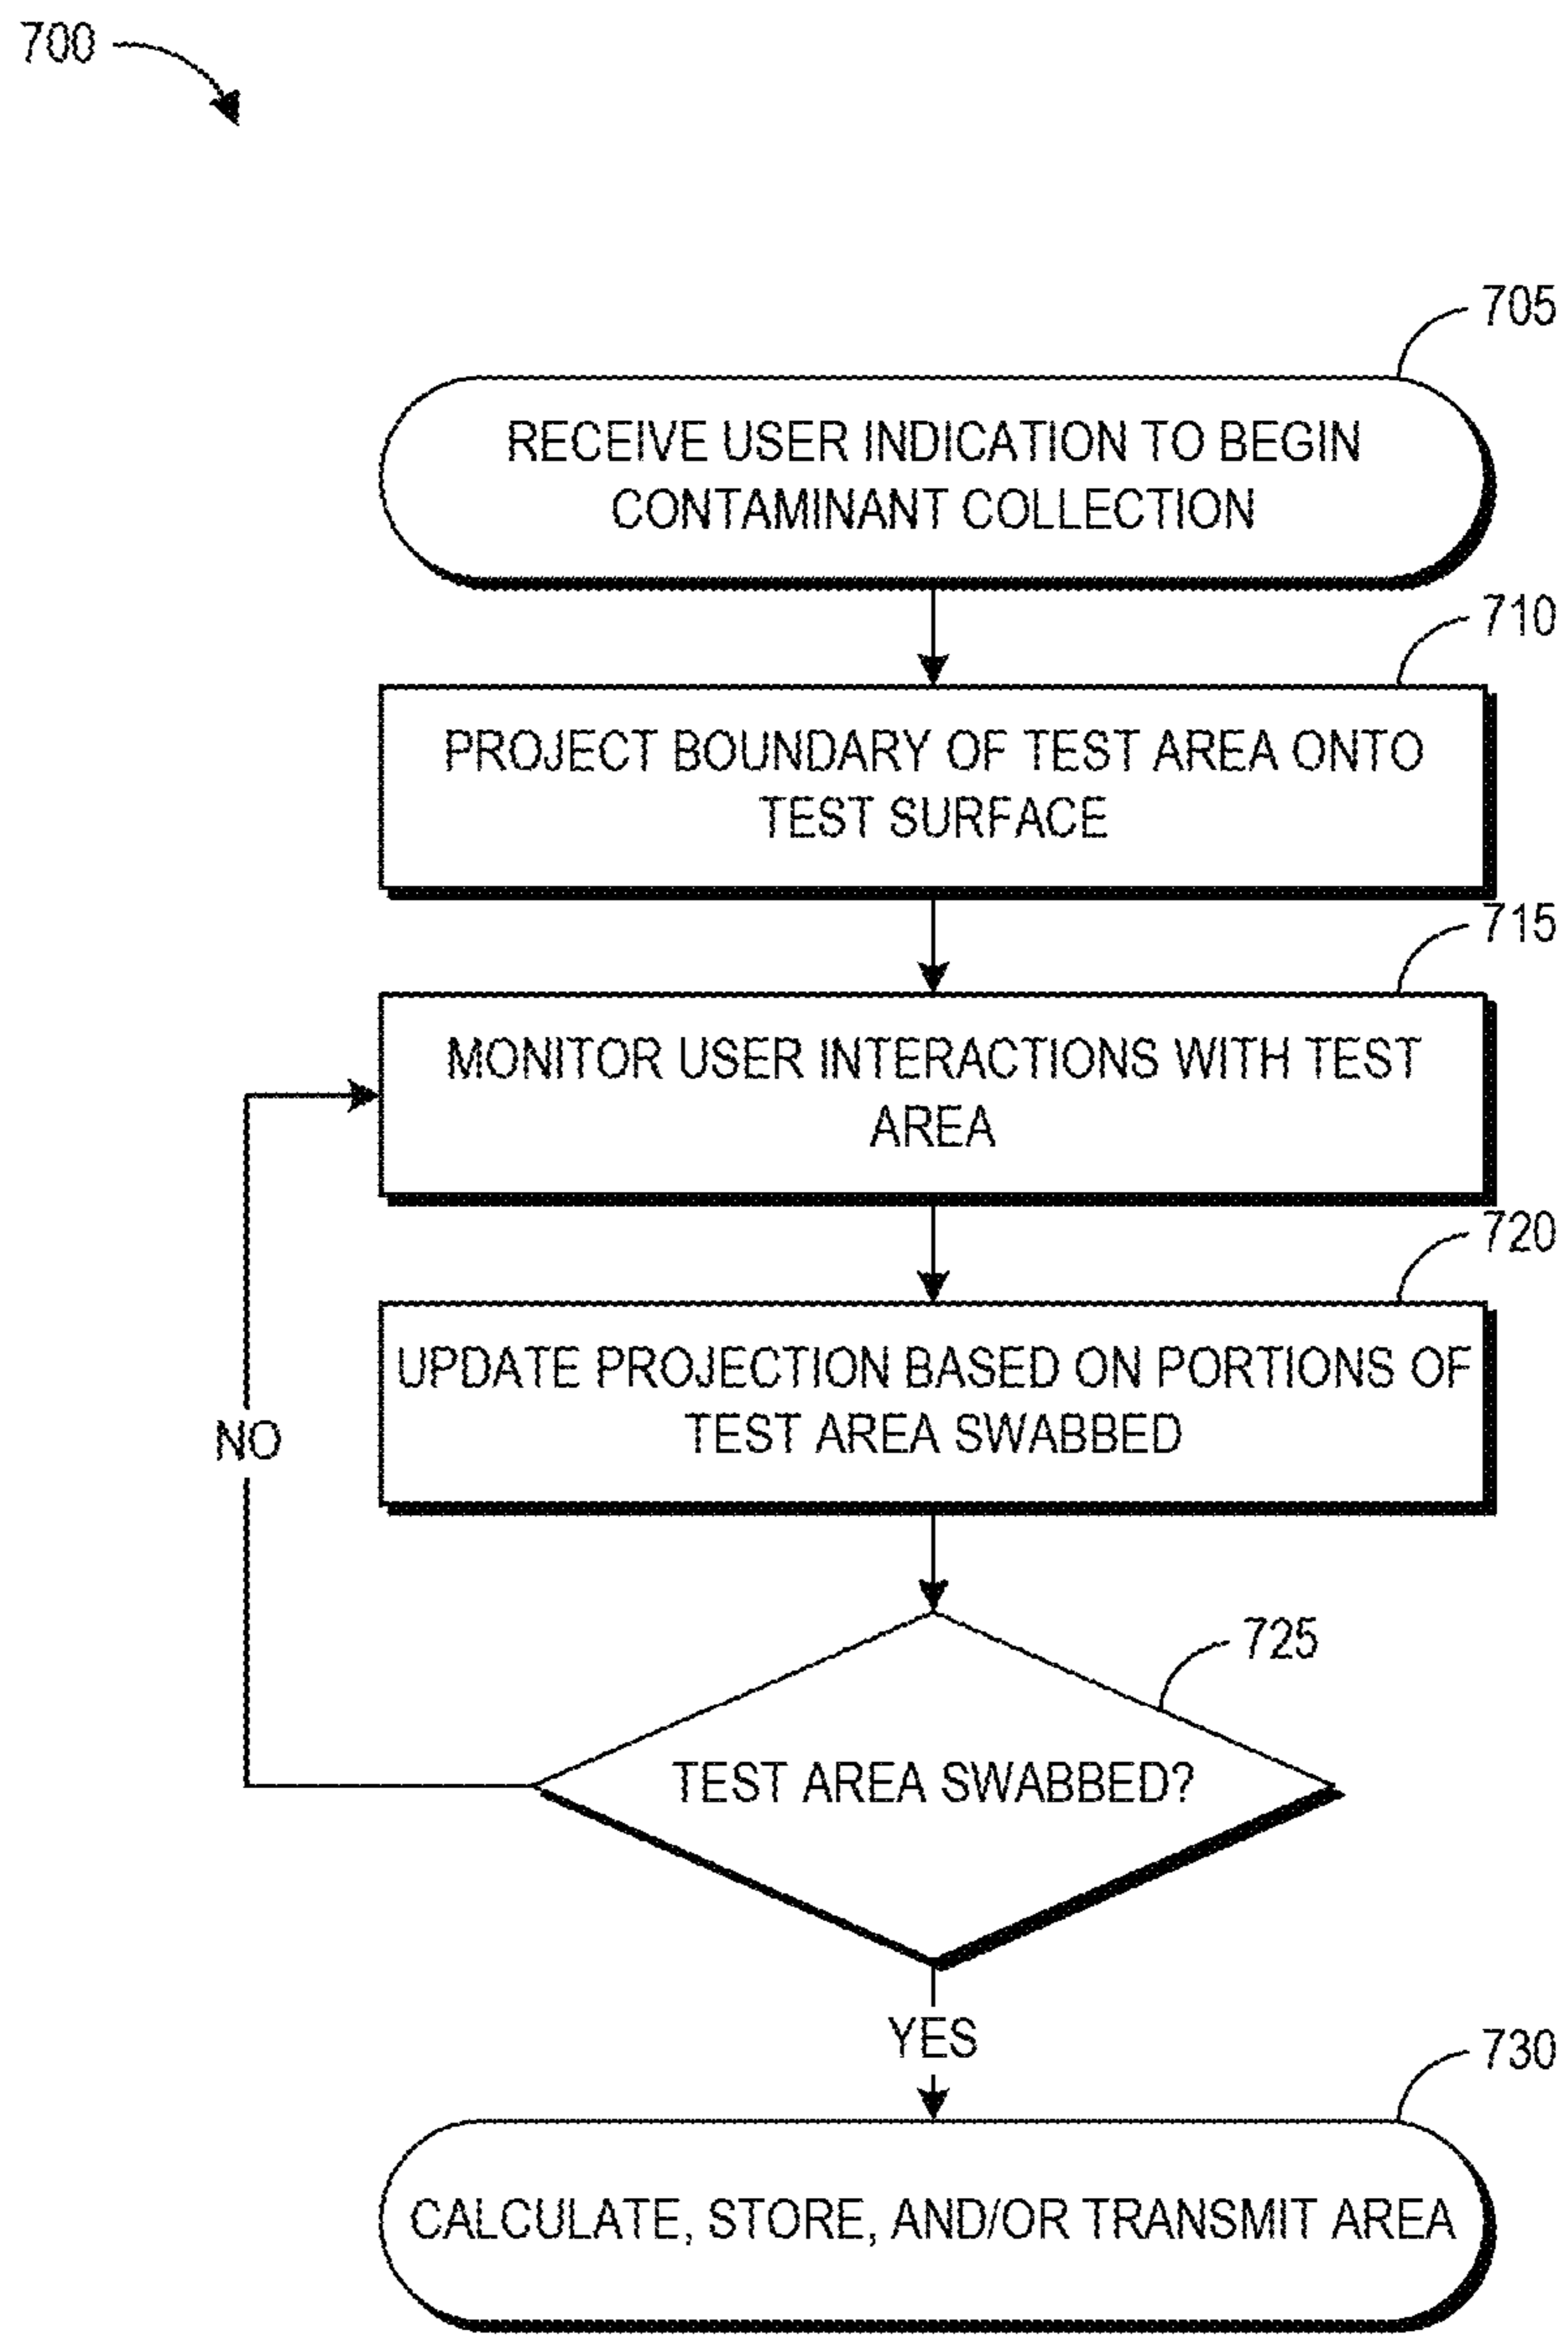 700
705
RECEIVE USER INDICATION TO BEGIN
CONTAMINANT COLLECTION
710
PROJECT BOUNDARY OF TEST AREA ONTO
TEST SURFACE
715
MONITOR USER INTERACTIONS WITH TEST
AREA
720
UPDATE PROJECTION BASED ON PORTIONS OF
TEST AREA SWABBED
NO
725
TEST AREA SWABBED?
YES
730
CALCULATE, STORE, AND/OR TRANSMIT AREA